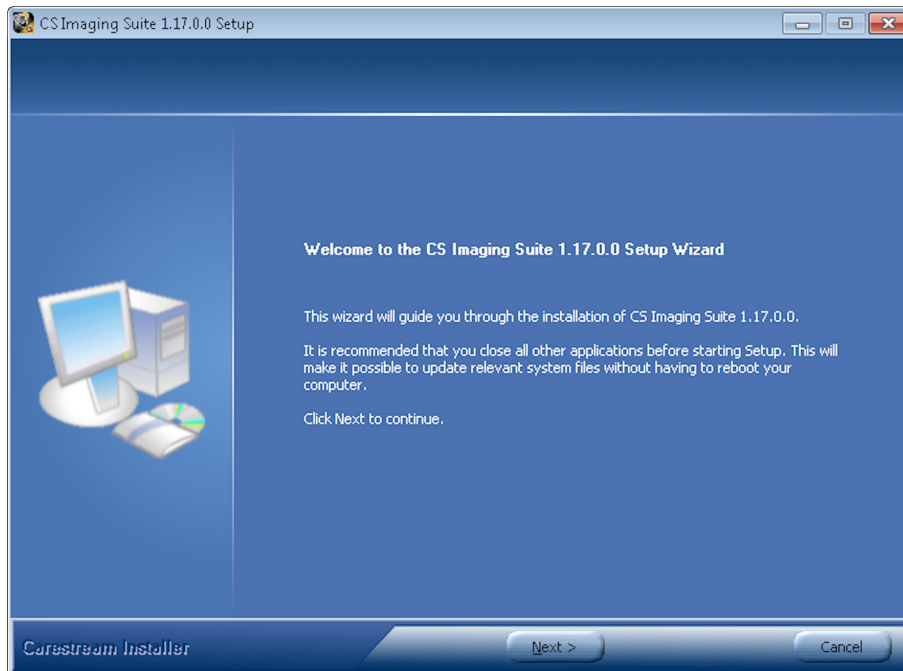 CS Imaging Suite 1.17.0.0 Setup
Welcome to the CS Imaging Suite 1.17.0.0 Setup Wizard
This wizard will guide you through the installation of CS Imaging Suite 1.17.0.0.
It is recommended that you close all other applications before starting Setup. This will
make it possible to update relevant system files without having to reboot your
computer.
Click Next to continue.
Carestream Installer
Next >
Cancel